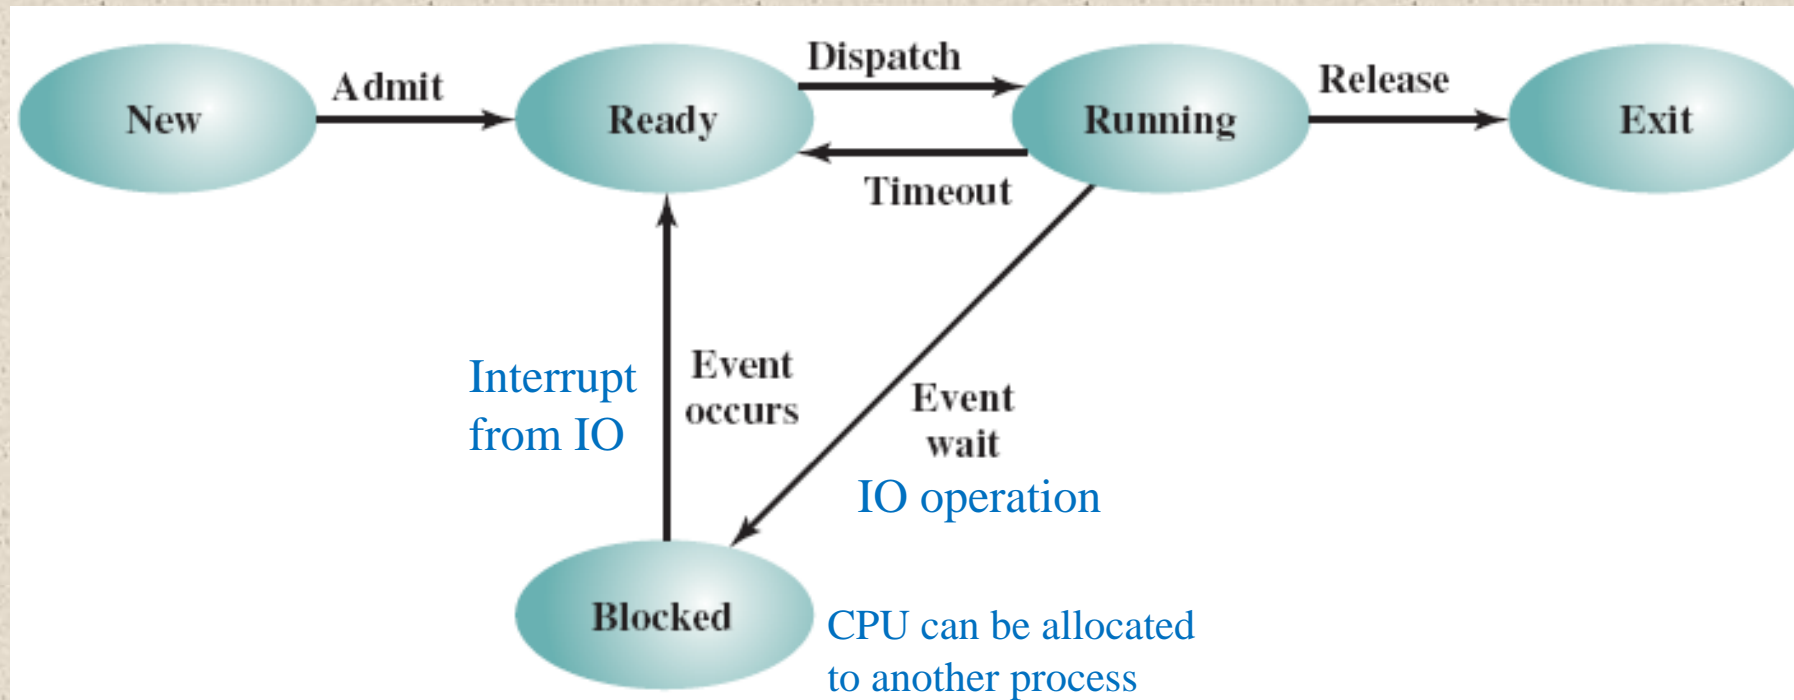 Dispatch
Admit
Release
New
Ready
Running
Exit
Timeout
Interrupt
from IO
Event
occurs
Event
wait
IO operation
Blocked
CPU can be allocated
to another process